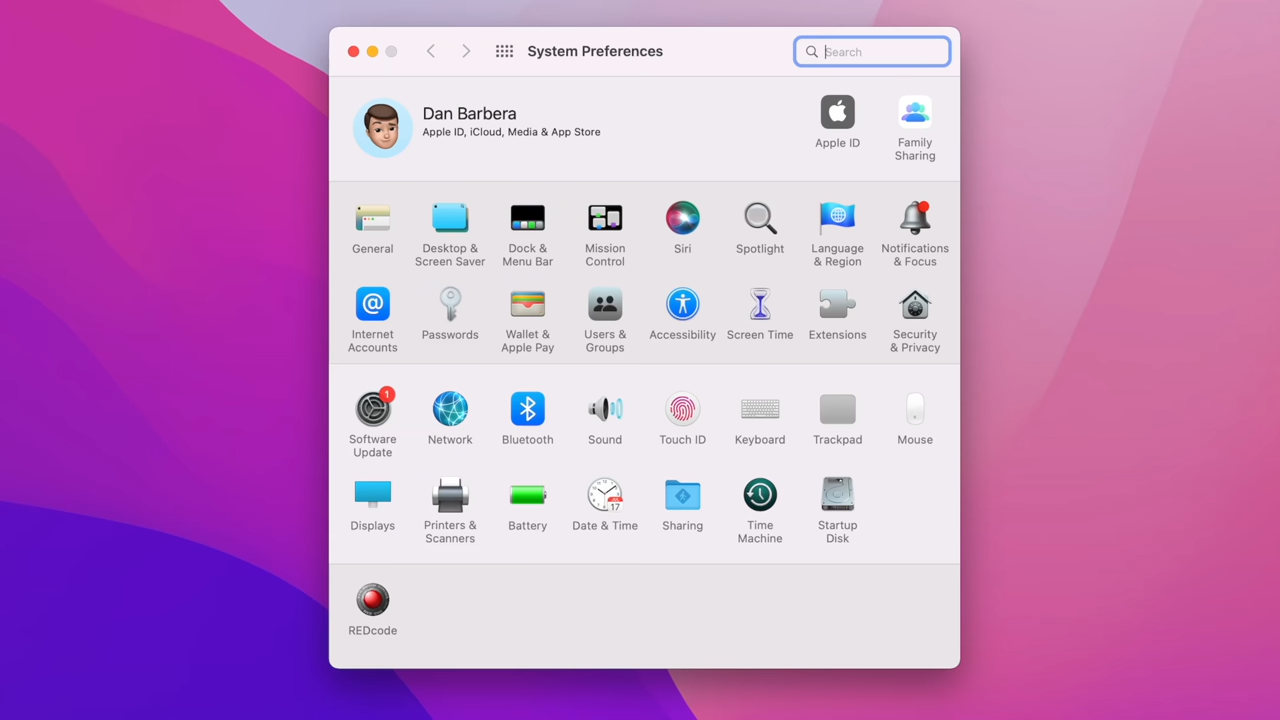 System Preferences
Search
Dan Barbera
Apple ID, iCloud, Media & App Store
Apple ID
Family
Sharing
General
Desktop &
Screen Saver
Dock &
Menu Bar
Mission
Control
Siri
Spotlight
Language
& Region
Notifications
& Focus
Internet
Accounts
Passwords
Wallet &
Apple Pay
Users &
Groups
Accessibility
Screen Time
Extensions
Security
& Privacy
1
Software
Update
Network
Bluetooth
Sound
Touch ID
Keyboard
Trackpad
Mouse
Displays
Printers &
Scanners
Battery
JUL
17
Date & Time
Sharing
Time
Machine
Startup
Disk
REDcode